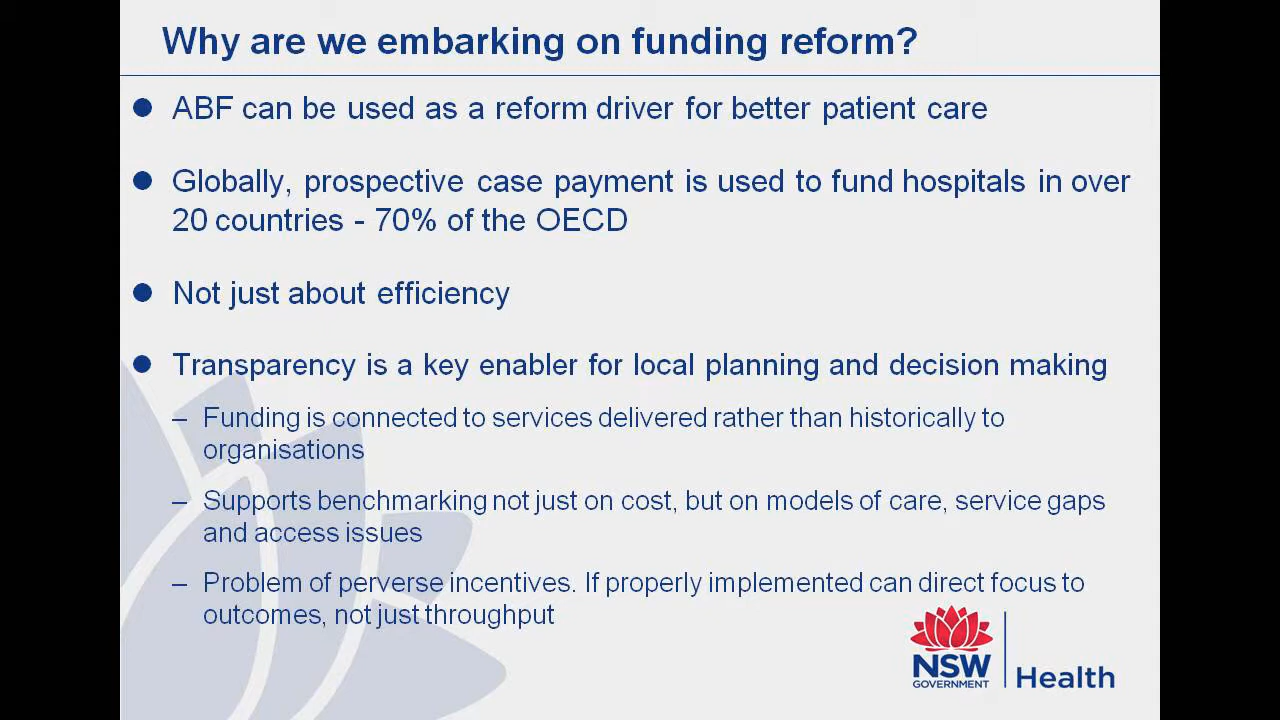 Why are we embarking on funding reform?
● ABF can be used as a reform driver for better patient care
● Globally, prospective case payment is used to fund hospitals in over
20 countries - 70% of the OECD
● Not just about efficiency
● Transparency is a key enabler for local planning and decision making
– Funding is connected to services delivered rather than historically to
organisations
– Supports benchmarking not just on cost, but on models of care, service gaps
and access issues
– Problem of perverse incentives. If properly implemented can direct focus to
outcomes, not just throughput
NSW
GOVERNMENT
Health